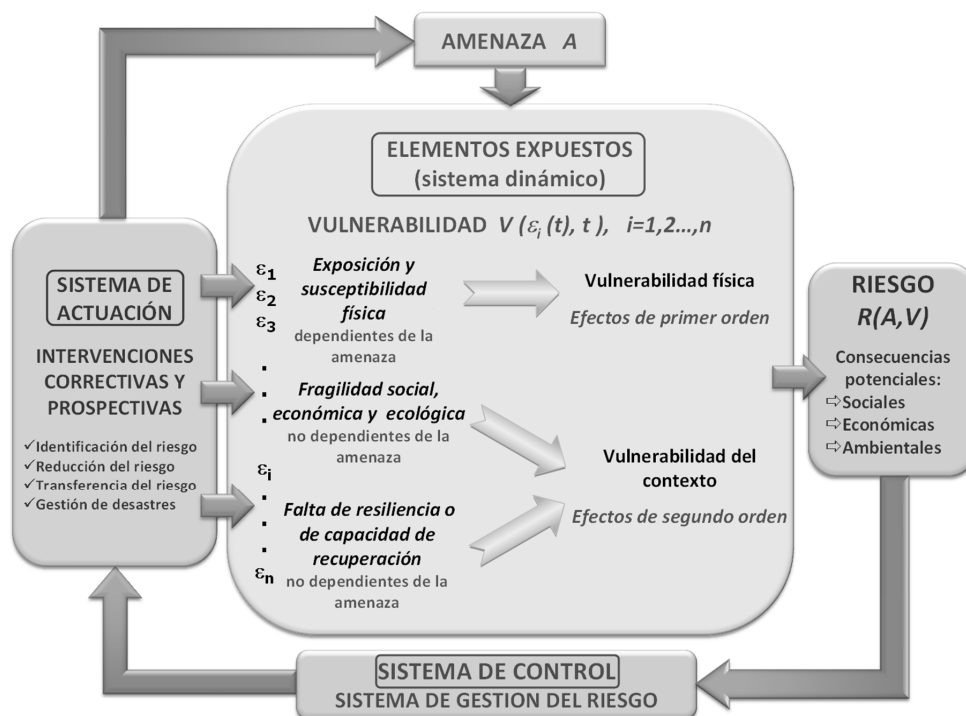 AMENAZA A
ELEMENTOS EXPUESTOS
(sistema dinámico)
VULNERABILIDAD V (εi (t), t ), i=1,2...,n
SISTEMA DE
ACTUACIÓN
INTERVENCIONES
CORRECTIVAS Y
PROSPECTIVAS
✓Identificación del riesgo
✓Reducción del riesgo
✓Transferencia del riesgo
✓Gestión de desastres
ε1
ε2
ε3
.
.
.
εi
.
.
.
εn
Exposición y
susceptibilidad
física
dependientes de la
amenaza
Fragilidad social,
económica y ecológica
no dependientes de la
amenaza
Falta de resiliencia o
de capacidad de
recuperación
no dependientes de la
amenaza
Vulnerabilidad física
Efectos de primer orden
Vulnerabilidad del
contexto
Efectos de segundo orden
RIESGO
R(A,V)
Consecuencias
potenciales:
⇨Sociales
⇨Económicas
⇨Ambientales
SISTEMA DE CONTROL
SISTEMA DE GESTION DEL RIESGO